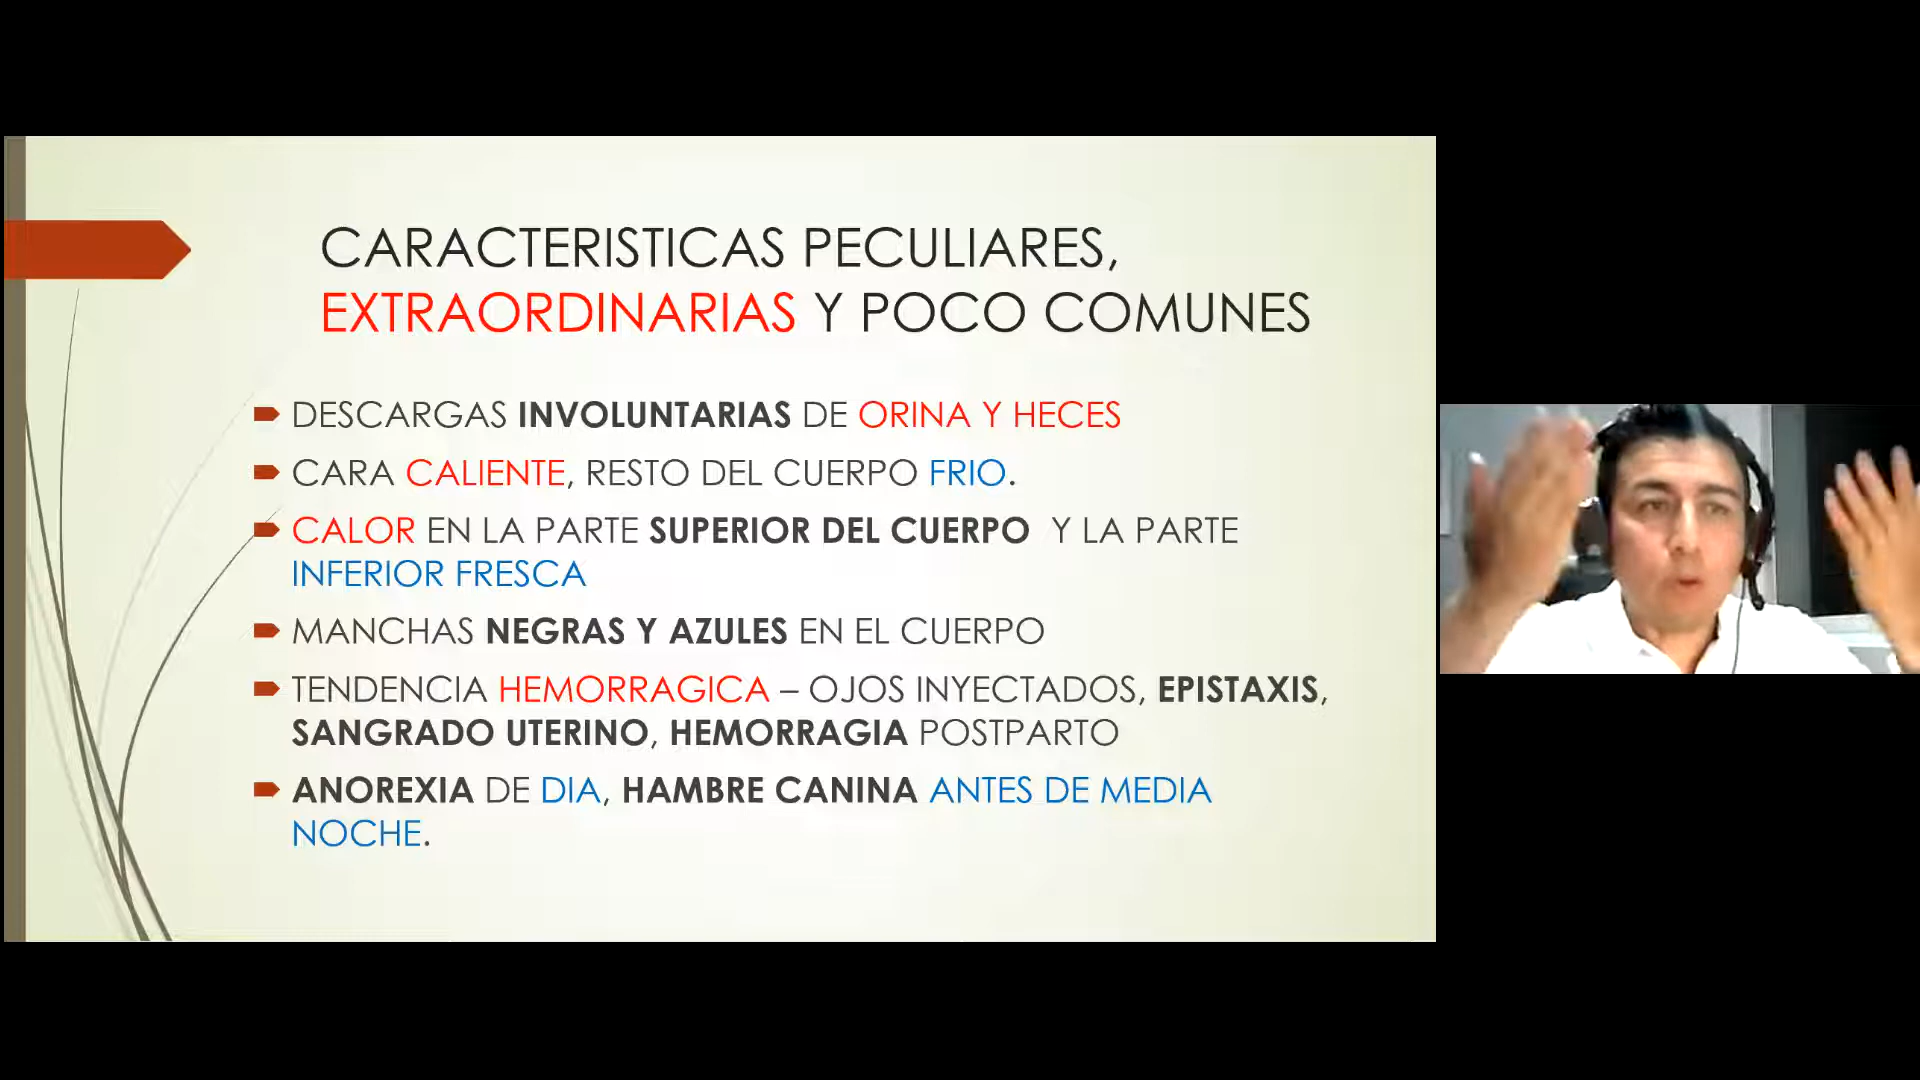 CARACTERISTICAS PECULIARES,
EXTRAORDINARIAS Y POCO COMUNES
DESCARGAS INVOLUNTARIAS DE ORINA Y HECES
CARA CALIENTE, RESTO DEL CUERPO FRIO.
CALOR EN LA PARTE SUPERIOR DEL CUERPO Y LA PARTE
INFERIOR FRESCA
MANCHAS NEGRAS Y AZULES EN EL CUERPO
TENDENCIA HEMORRAGICA – OJOS INYECTADOS, EPISTAXIS,
SANGRADO UTERINO, HEMORRAGIA POSTPARTO
ANOREXIA DE DIA, HAMBRE CANINA ANTES DE MEDIA
NOCHE.